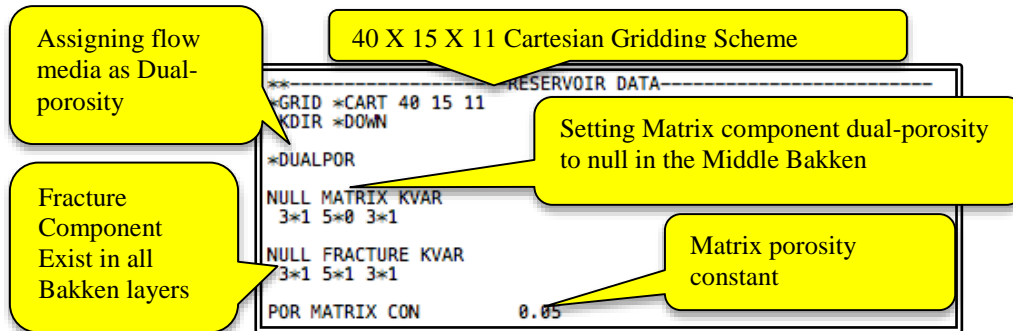 Assigning flow
media as Dual-
porosity
40 X 15 X 11 Cartesian Gridding Scheme
**--------------------RESERVOIR DATA-------------------------
*GRID *CART 40 15 11
*KDIR *DOWN
Setting Matrix component dual-porosity
to null in the Middle Bakken
*DUALPOR
NULL MATRIX KVAR
3*1 5*0 3*1
Fracture
Component
Exist in all
Bakken layers
NULL FRACTURE KVAR
3*1 5*1 3*1
Matrix porosity
constant
POR MATRIX CON 0.05